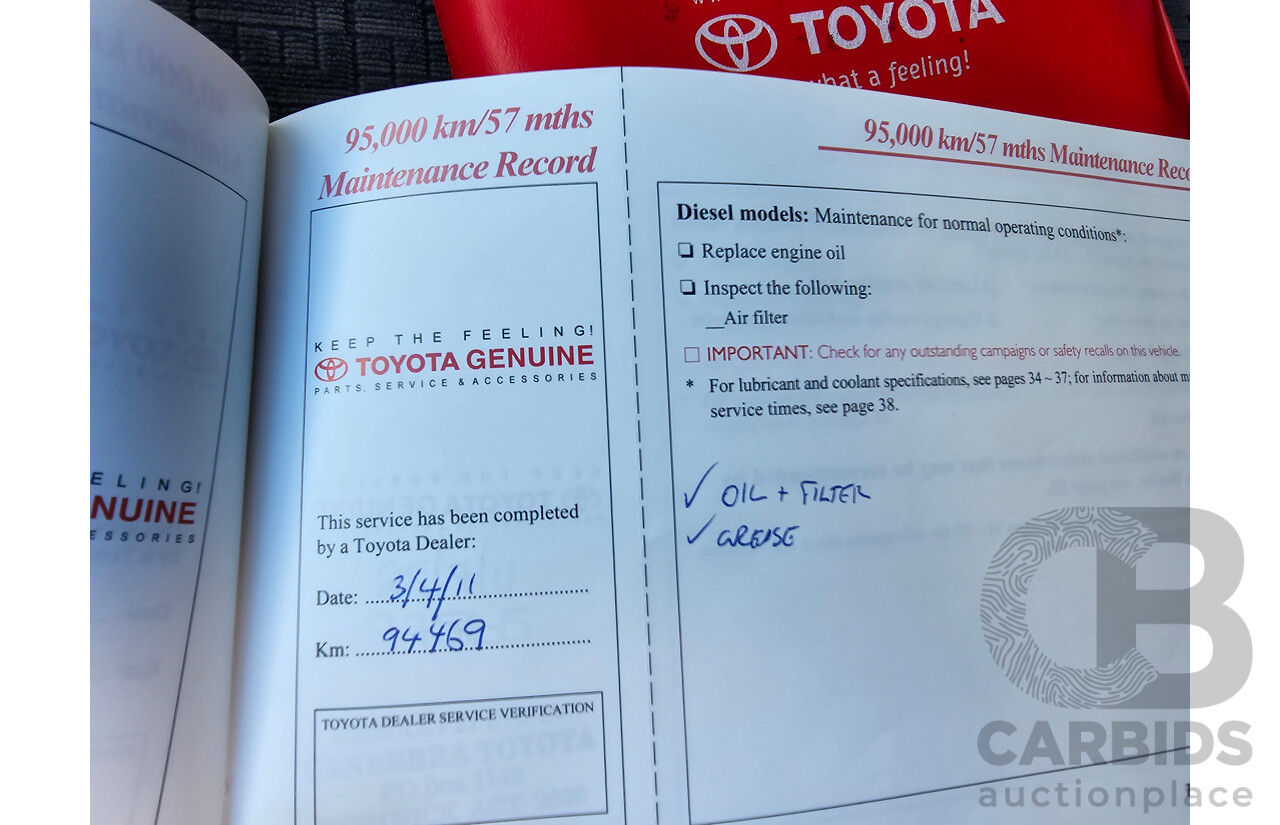 TOYOTA
what a feeling!
95,000 km/57 mths
Maintenance Record
KEEP THE FEELING!
TOYOTA GENUINE
PARTS, SERVICE & ACCESSORIES
This service has been completed
by a Toyota Dealer:
Date: 3/4/11
Km: 94469
TOYOTA DEALER SERVICE VERIFICATION
95,000 km/57 mths Maintenance Reco
Diesel models: Maintenance for normal operating conditions*:
❏ Replace engine oil
❏ Inspect the following:
__Air filter
☐ IMPORTANT: Check for any outstanding campaigns or safety recalls on this vehicle.
* For lubricant and coolant specifications, see pages 34 ~ 37; for information about m
service times, see page 38.
✓ OIL + FILTER
✓ GREASE
ELING!
NUINE
ESSORIES
CB
CARBIDS
auctionplace